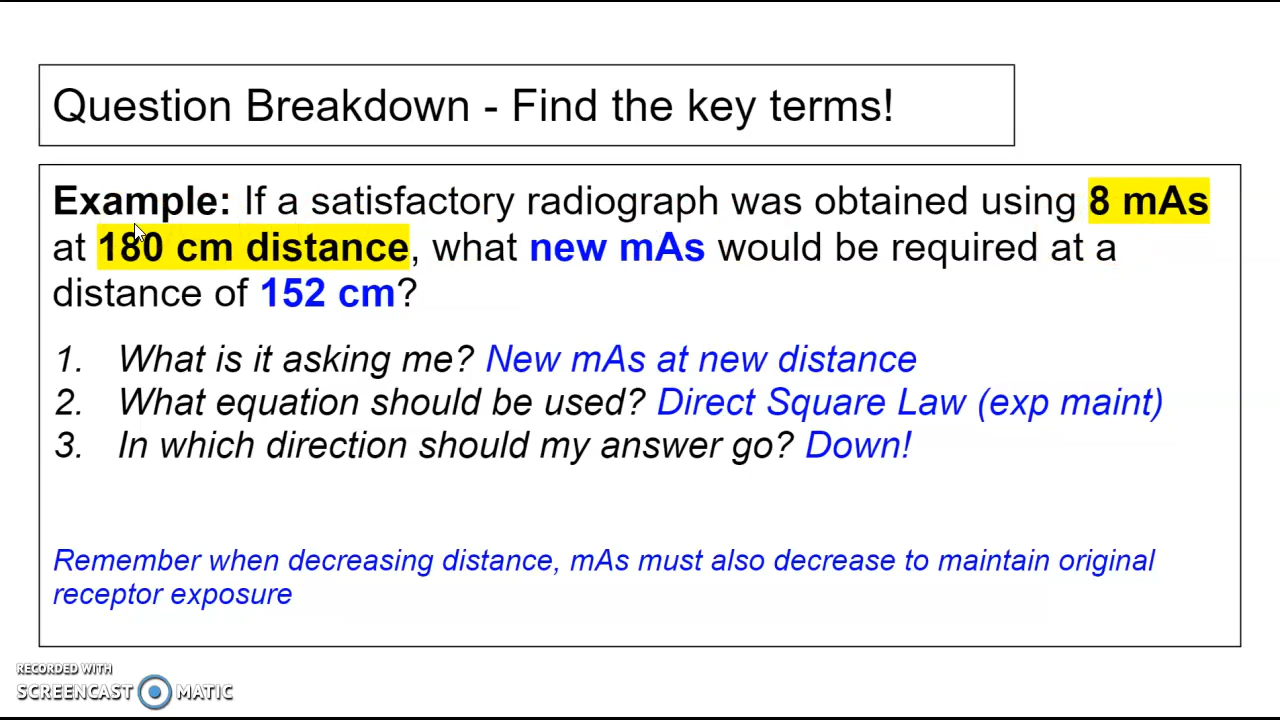 Question Breakdown - Find the key terms!
Example: If a satisfactory radiograph was obtained using 8 mAs
at 180 cm distance, what new mAs would be required at a
distance of 152 cm?
1. What is it asking me? New mAs at new distance
2. What equation should be used? Direct Square Law (exp maint)
3. In which direction should my answer go? Down!
Remember when decreasing distance, mAs must also decrease to maintain original
receptor exposure
RECORDED WITH
SCREENCAST MATIC